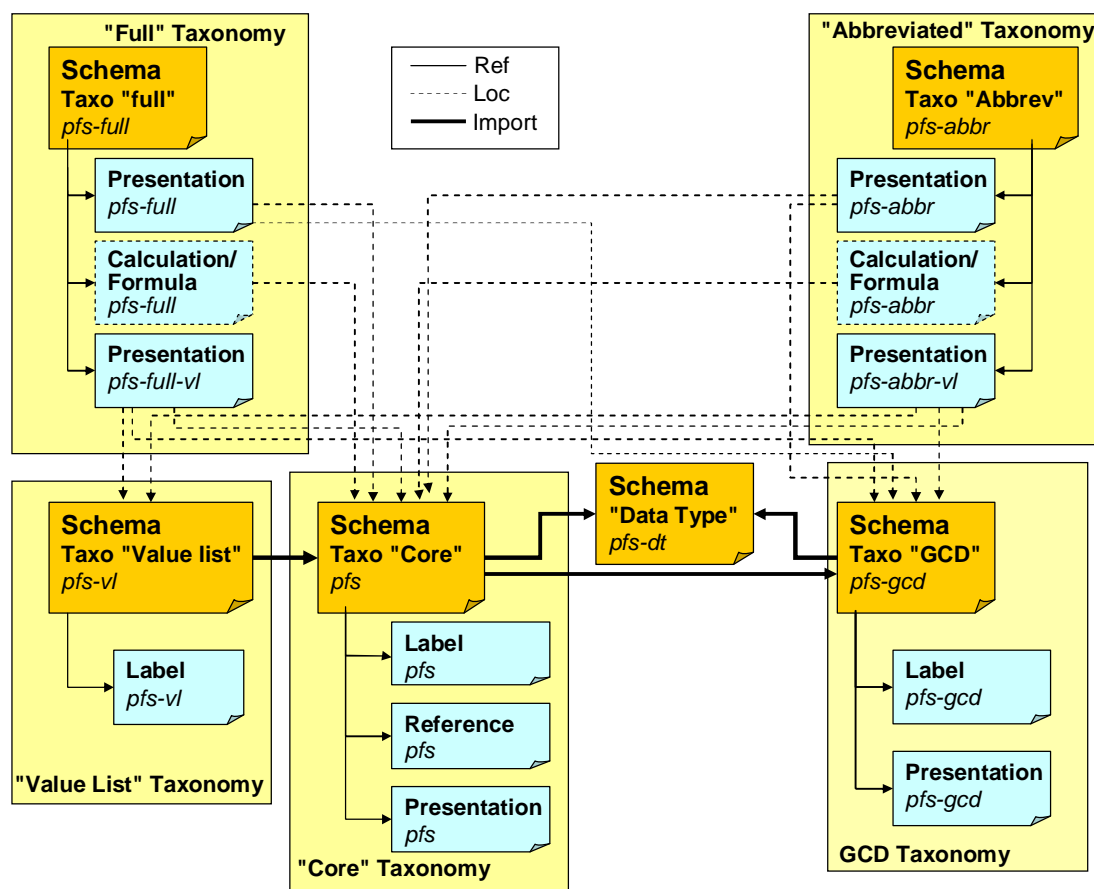 "Full" Taxonomy
Schema
Taxo "full"
pfs-full
Presentation
pfs-full
Calculation/
Formula
pfs-full
Presentation
pfs-full-vl
Ref
Loc
Import
"Abbreviated" Taxonomy
Schema
Taxo "Abbrev"
pfs-abbr
Presentation
pfs-abbr
Calculation/
Formula
pfs-abbr
Presentation
pfs-abbr-vl
Schema
Taxo "Value list"
pfs-vl
Label
pfs-vl
"Value List" Taxonomy
Schema
Taxo "Core"
pfs
Label
pfs
Reference
pfs
Presentation
pfs
"Core" Taxonomy
Schema
"Data Type"
pfs-dt
Schema
Taxo "GCD"
pfs-gcd
Label
pfs-gcd
Presentation
pfs-gcd
GCD Taxonomy